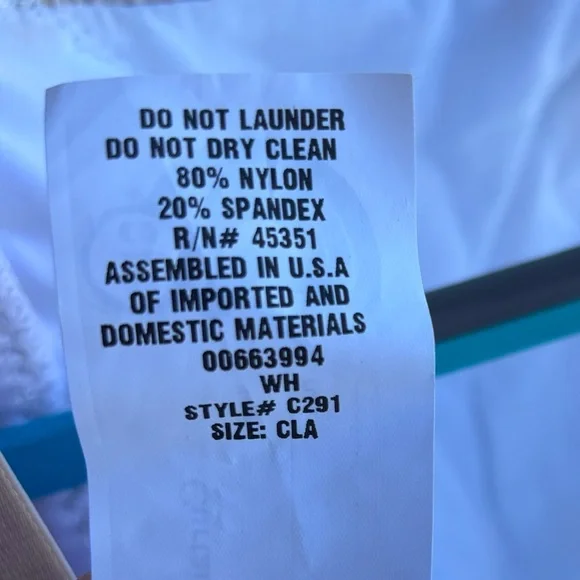 DO NOT LAUNDER
DO NOT DRY CLEAN
80% NYLON
20% SPANDEX
R/N# 45351
ASSEMBLED IN U.S.A
OF IMPORTED AND
DOMESTIC MATERIALS
00663994
WH
STYLE# C291
SIZE: CLA